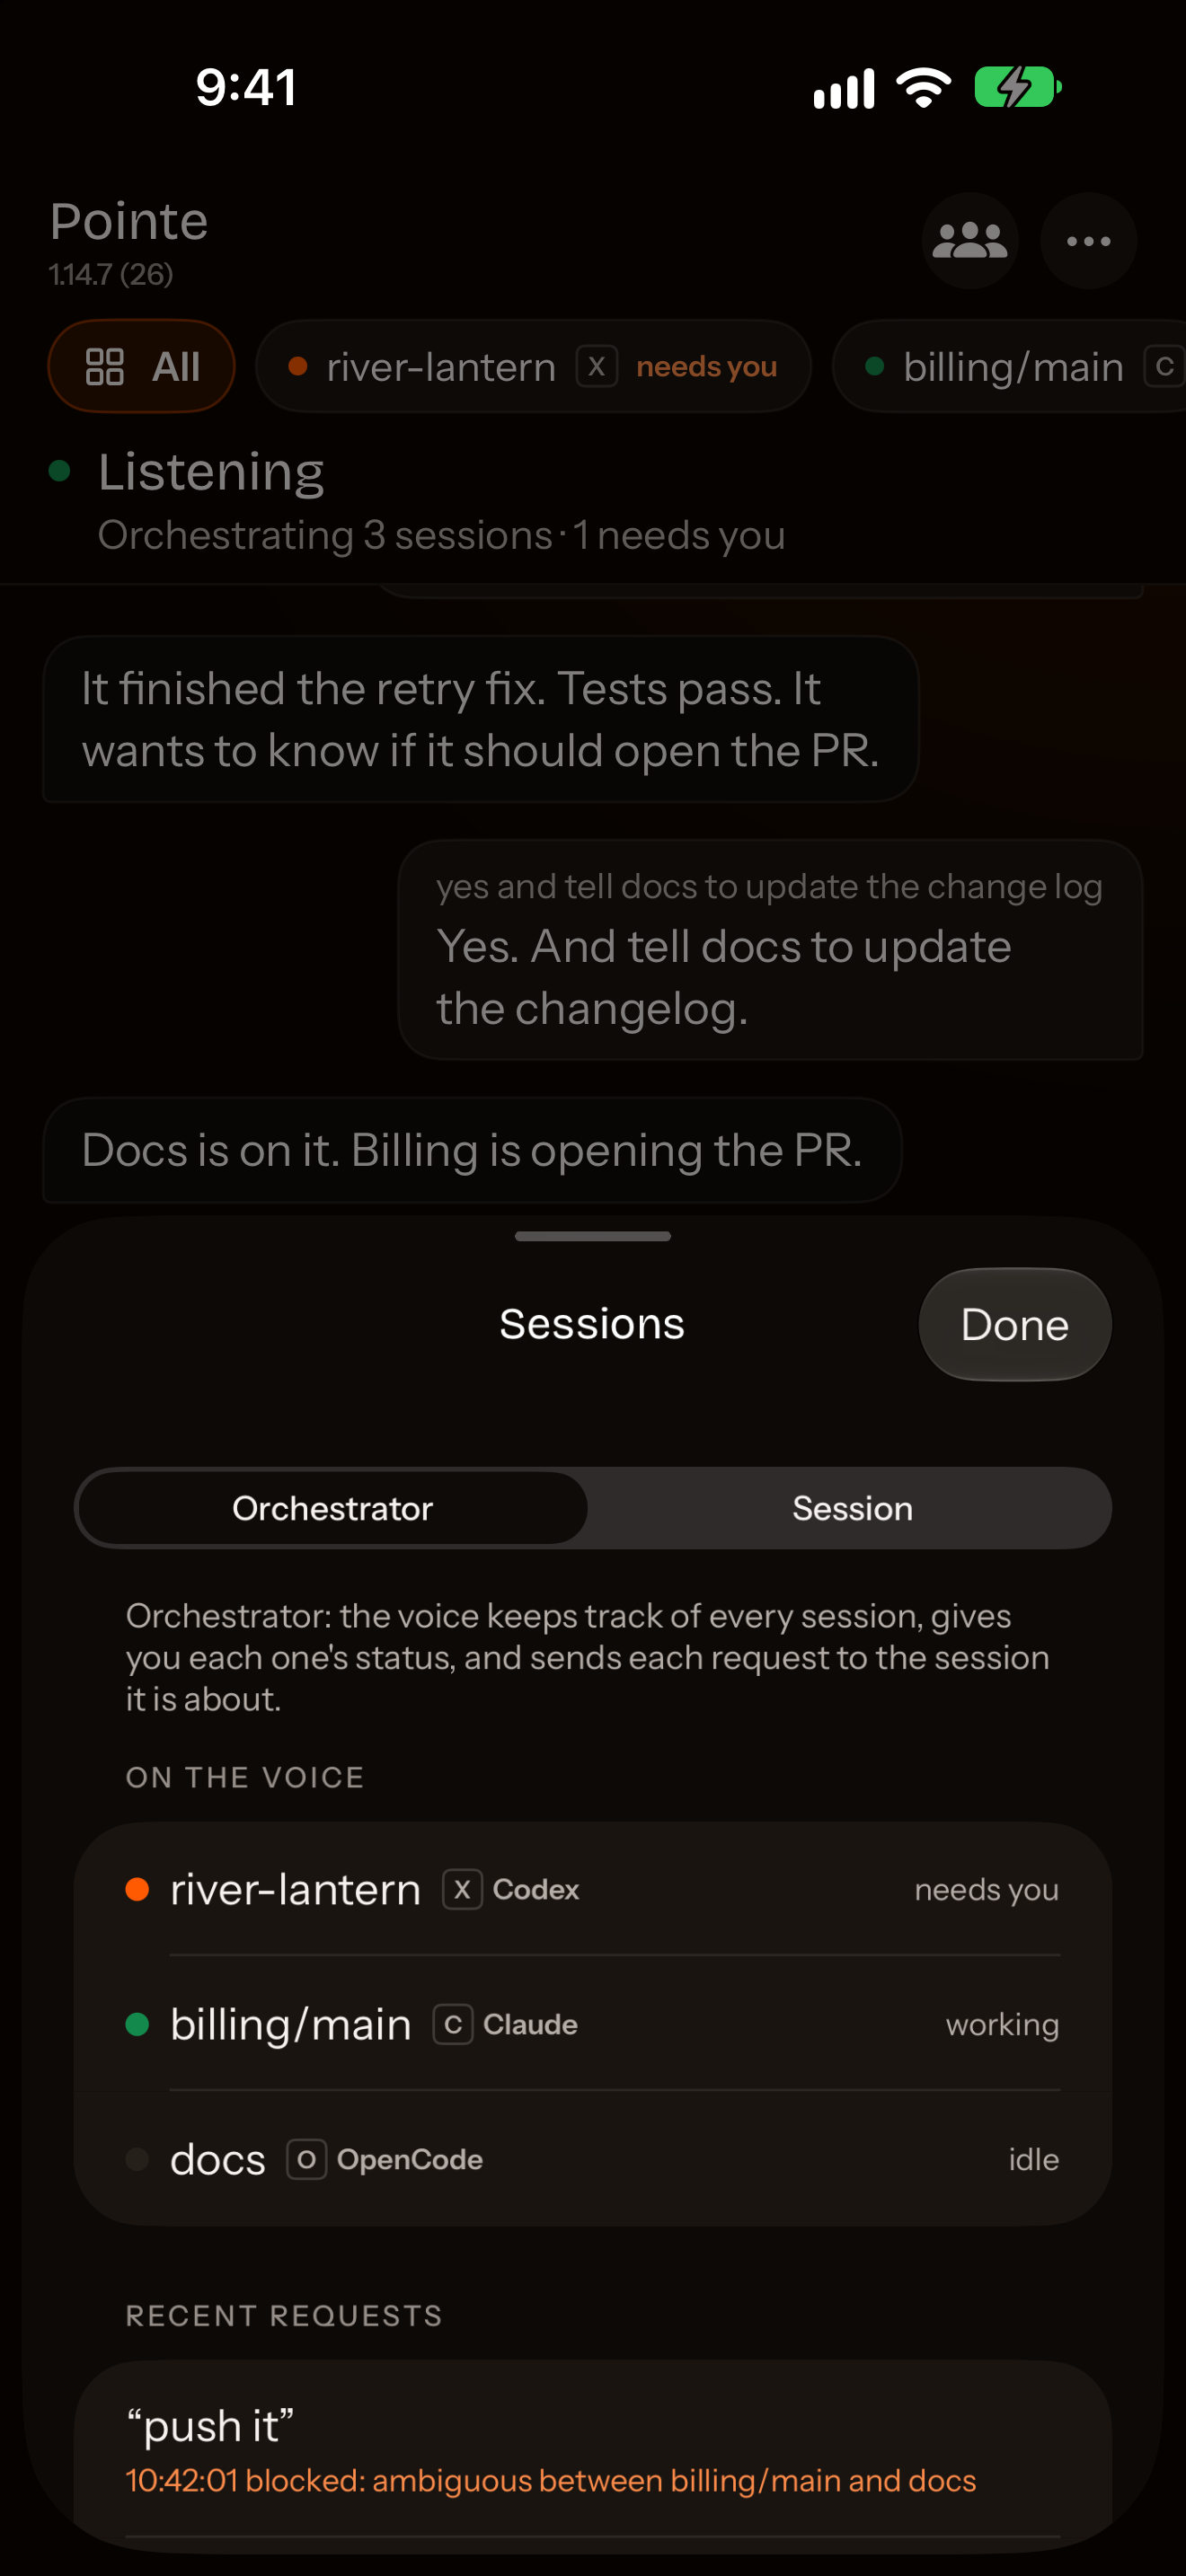 9:41
Pointe
1.14.7 (26)
All
river-lantern X needs you
billing/main C
Listening
Orchestrating 3 sessions · 1 needs you
It finished the retry fix. Tests pass. It
wants to know if it should open the PR.
yes and tell docs to update the change log
Yes. And tell docs to update
the changelog.
Docs is on it. Billing is opening the PR.
Sessions
Done
Orchestrator
Session
Orchestrator: the voice keeps track of every session, gives
you each one's status, and sends each request to the session
it is about.
ON THE VOICE
river-lantern X Codex needs you
billing/main C Claude working
docs O OpenCode idle
RECENT REQUESTS
“push it”
10:42:01 blocked: ambiguous between billing/main and docs